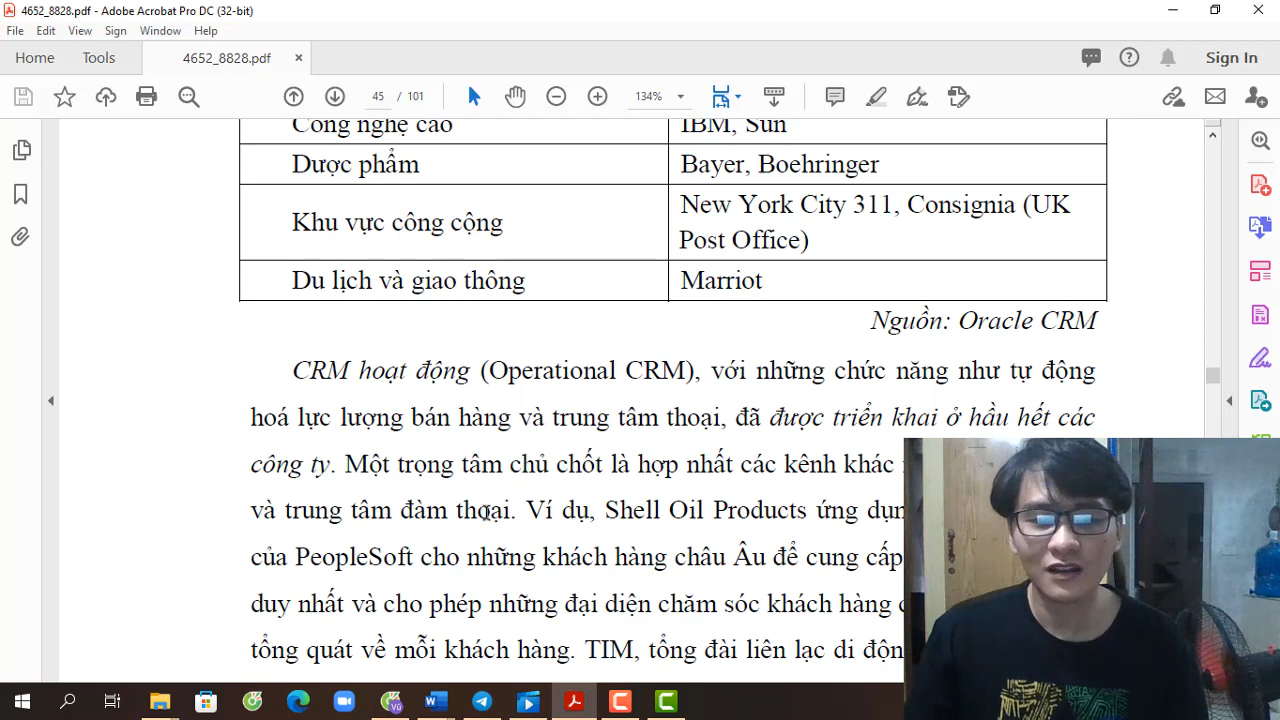 4652_8828.pdf - Adobe Acrobat Pro DC (32-bit)
File Edit View Sign Window Help
Home Tools 4652_8828.pdf × Sign In
45 / 101 134%
Công nghệ cao IBM, Sun
Dược phẩm Bayer, Boehringer
Khu vực công cộng New York City 311, Consignia (UK
Post Office)
Du lịch và giao thông Marriot
Nguồn: Oracle CRM
CRM hoạt động (Operational CRM), với những chức năng như tự động
hoá lực lượng bán hàng và trung tâm thoại, đã được triển khai ở hầu hết các
công ty. Một trọng tâm chủ chốt là hợp nhất các kênh khác
và trung tâm đàm thoại. Ví dụ, Shell Oil Products ứng
của PeopleSoft cho những khách hàng châu Âu để cung cấp
duy nhất và cho phép những đại diện chăm sóc khách hàng
tổng quát về mỗi khách hàng. TIM, tổng đài liên lạc di